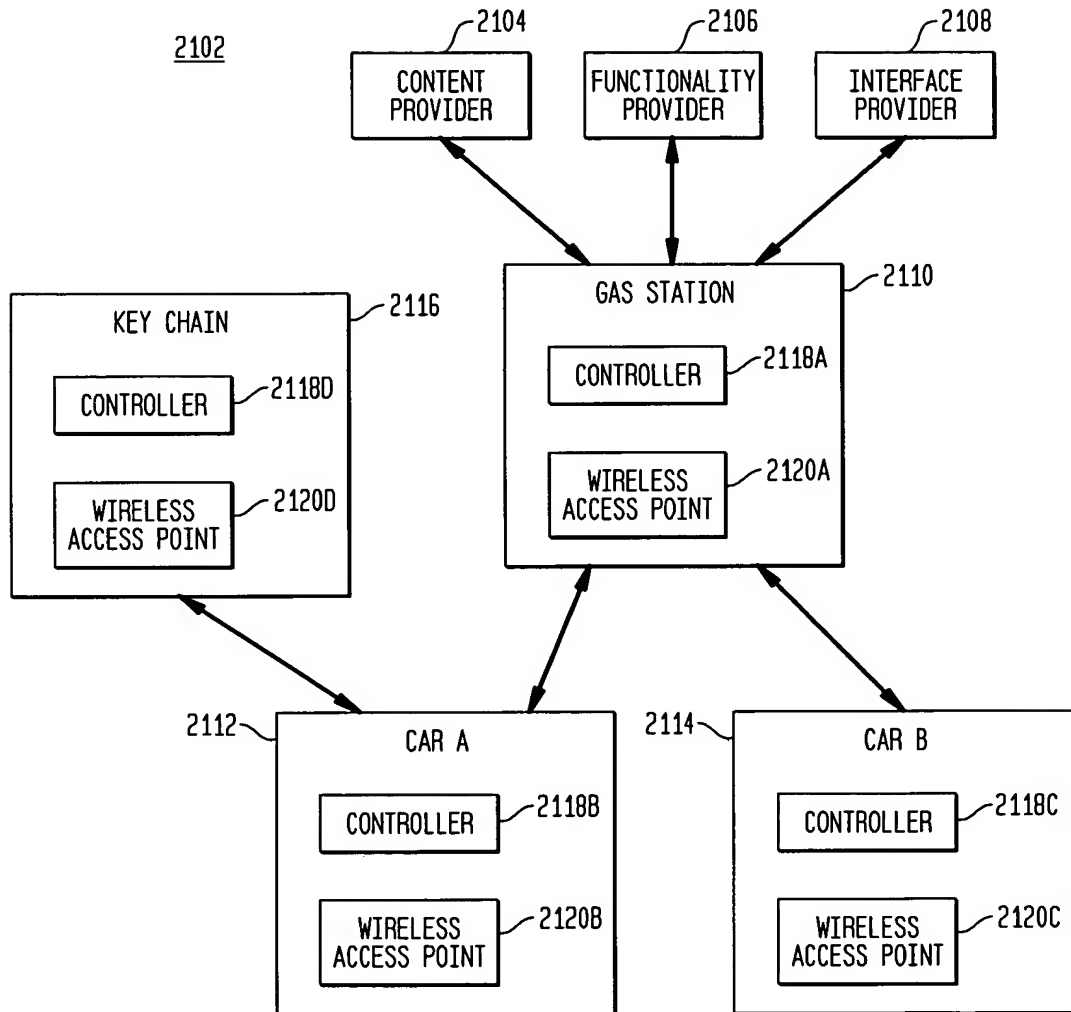 2102
2104
2106
2108
CONTENT
PROVIDER
FUNCTIONALITY
PROVIDER
INTERFACE
PROVIDER
2116
KEY CHAIN
CONTROLLER
2118D
WIRELESS
ACCESS POINT
2120D
2110
GAS STATION
CONTROLLER
2118A
WIRELESS
ACCESS POINT
2120A
2112
CAR A
CONTROLLER
2118B
WIRELESS
ACCESS POINT
2120B
2114
CAR B
CONTROLLER
2118C
WIRELESS
ACCESS POINT
2120C